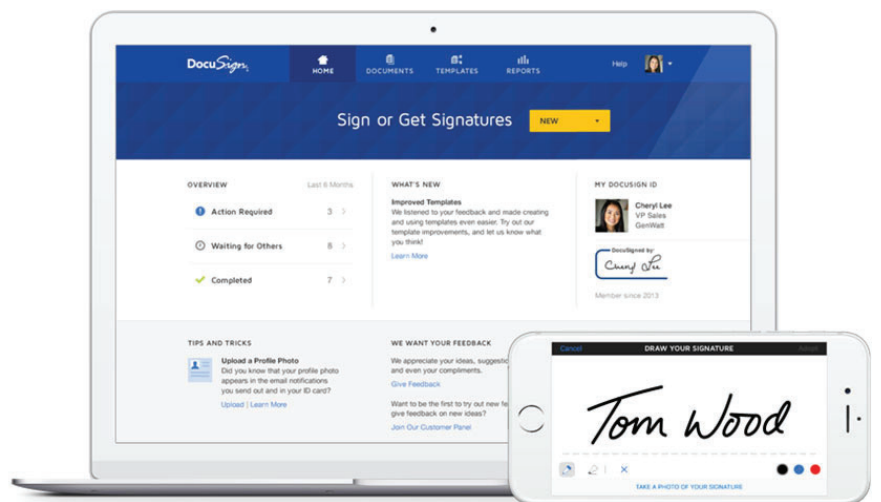 DocuSign
HOME
DOCUMENTS
TEMPLATES
REPORTS
Help
Sign or Get Signatures
NEW
OVERVIEW
Last 6 Months
Action Required 3
Waiting for Others 8
Completed 7
WHAT'S NEW
Improved Templates
We listened to your feedback and made creating
and using templates even easier. Try out our
template improvements, and let us know what
you think!
Learn More
MY DOCUSIGN ID
Cheryl Lee
VP Sales
GenWatt
DocuSigned by:
Cheryl Lee
Member since 2013
TIPS AND TRICKS
Upload a Profile Photo
Did you know that your profile photo
appears in the email notifications
you send out and in your ID card?
Upload | Learn More
WE WANT YOUR FEEDBACK
We appreciate your ideas,
and even your compliments.
Give Feedback
Want to be the first to try out new
give feedback on new ideas?
Join Our Customer Panel
Cancel
DRAW YOUR SIGNATURE
Tom Wood
TAKE A PHOTO OF YOUR SIGNATURE